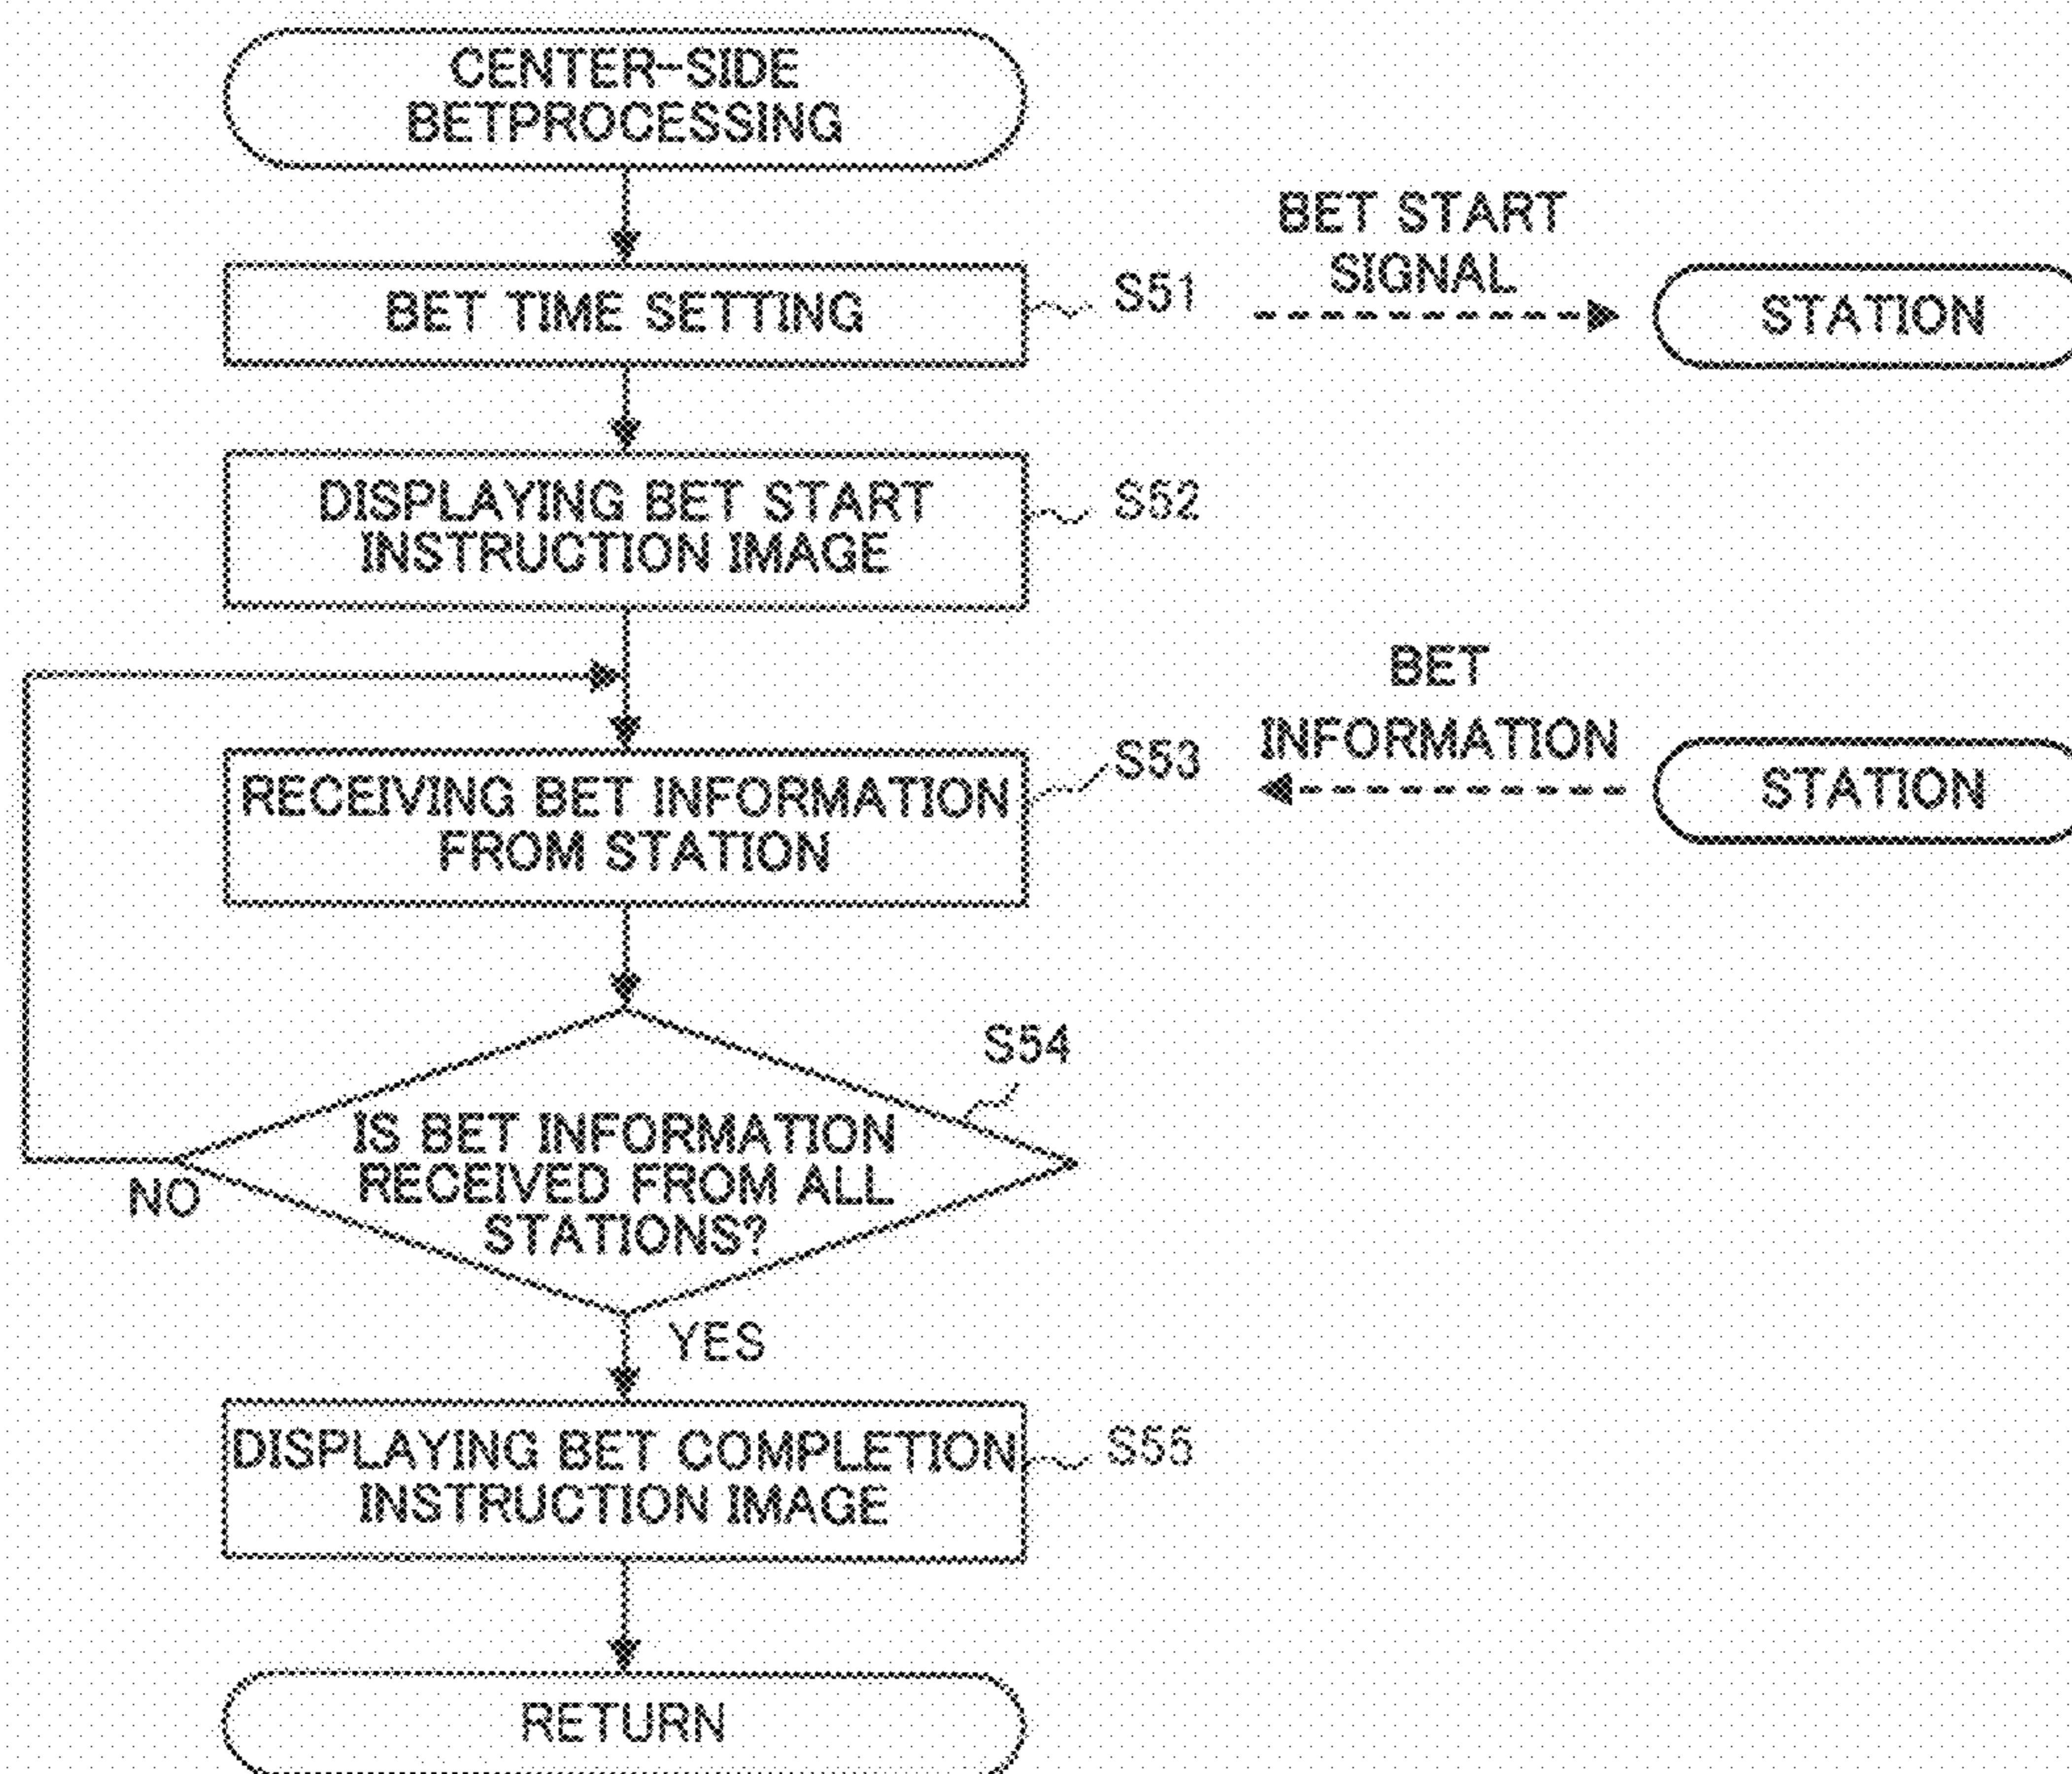 CENTER-SIDE
BETPROCESSING
BET TIME SETTING
S51
BET START
SIGNAL
STATION
DISPLAYING BET START
INSTRUCTION IMAGE
S52
RECEIVING BET INFORMATION
FROM STATION
S53
BET
INFORMATION
STATION
S54
IS BET INFORMATION
RECEIVED FROM ALL
STATIONS?
NO
YES
DISPLAYING BET COMPLETION
INSTRUCTION IMAGE
S55
RETURN